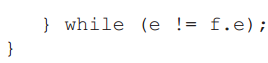 } while (e != f.e);
}